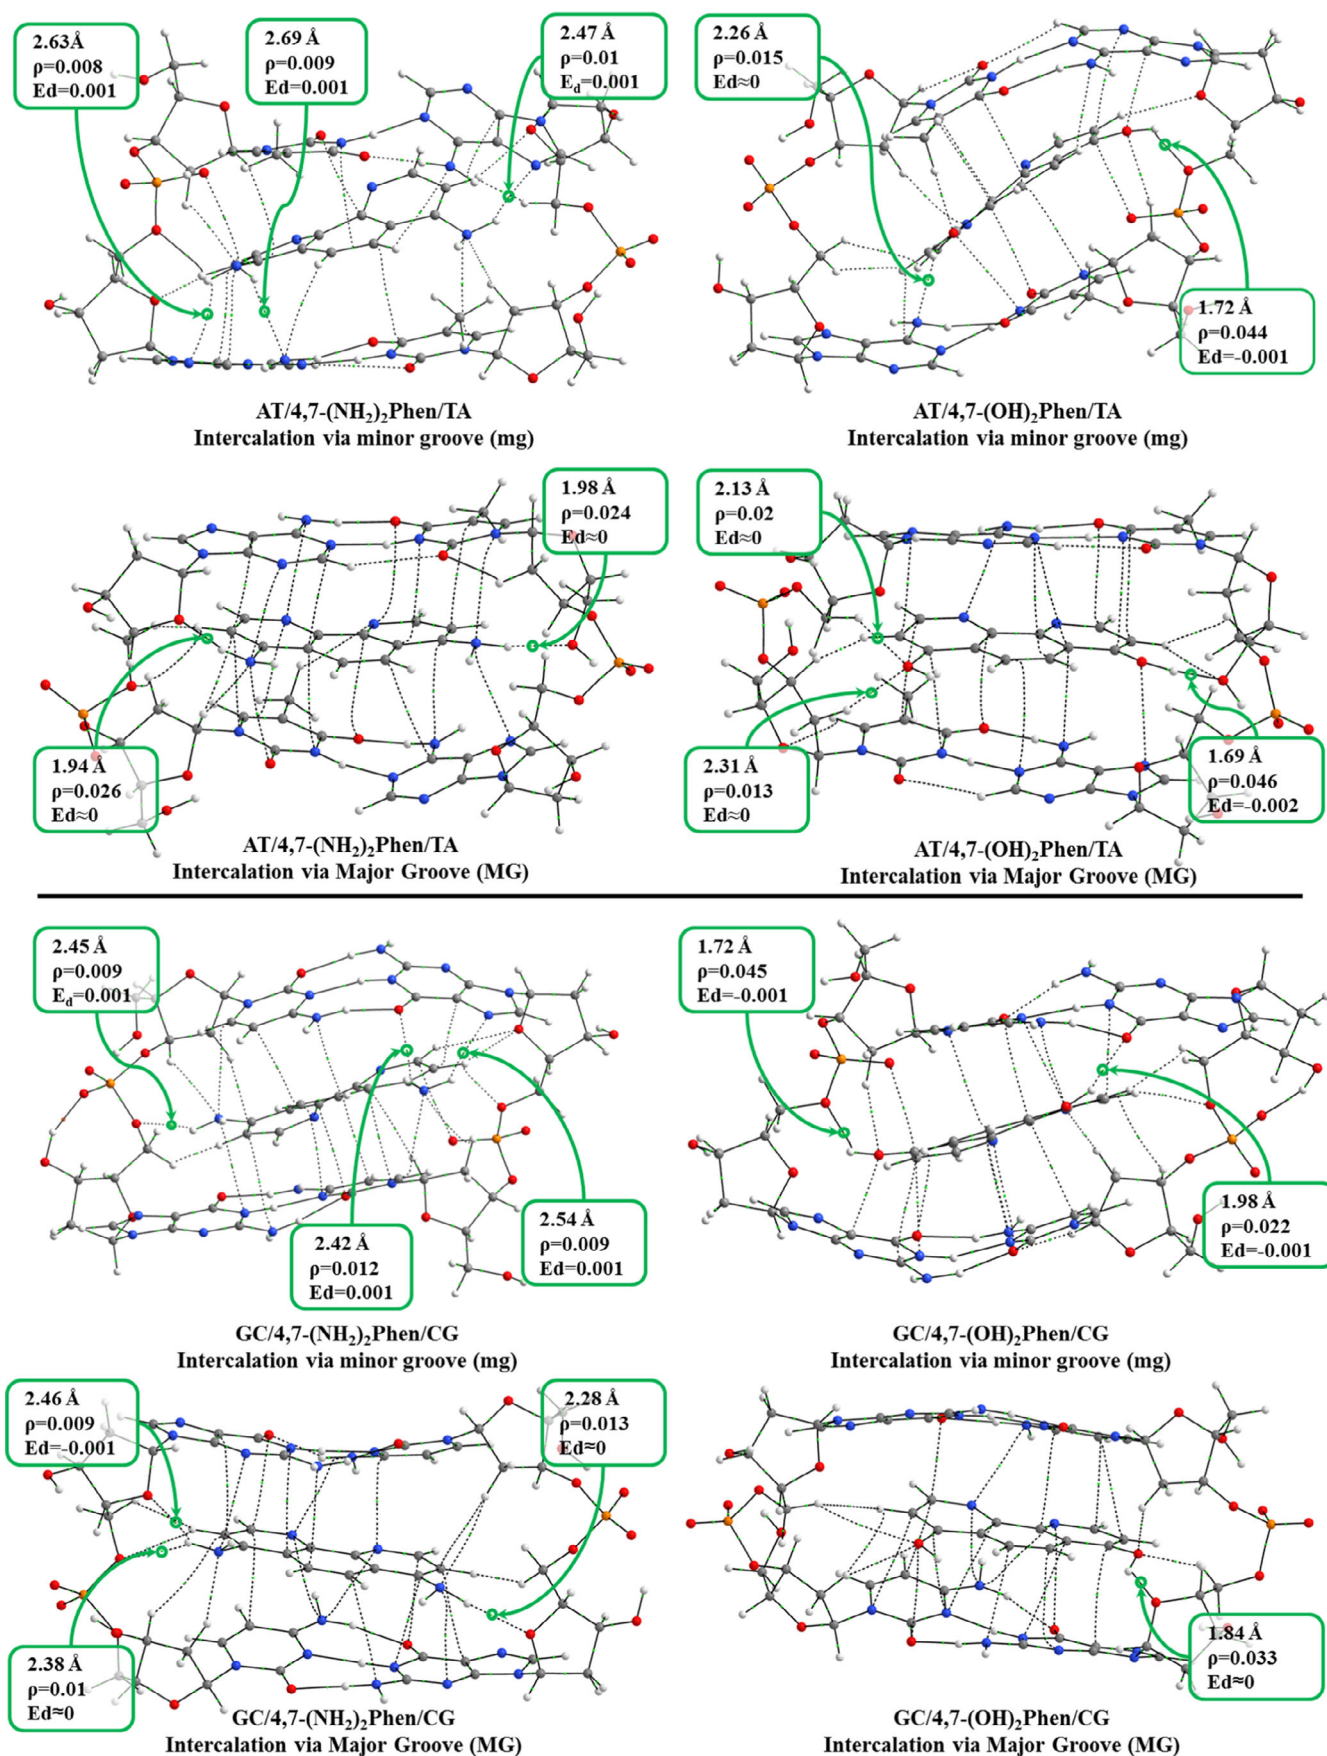 2.63Å
ρ=0.008
Ed=0.001
2.69 Å
ρ=0.009
Ed=0.001
2.47 Å
ρ=0.01
Ed=0.001
AT/4,7-(NH2)2Phen/TA
Intercalation via minor groove (mg)
2.26 Å
ρ=0.015
Ed≈0
1.72 Å
ρ=0.044
Ed=-0.001
AT/4,7-(OH)2Phen/TA
Intercalation via minor groove (mg)
1.98 Å
ρ=0.024
Ed≈0
1.94 Å
ρ=0.026
Ed≈0
AT/4,7-(NH2)2Phen/TA
Intercalation via Major Groove (MG)
2.13 Å
ρ=0.02
Ed≈0
2.31 Å
ρ=0.013
Ed≈0
1.69 Å
ρ=0.046
Ed=-0.002
AT/4,7-(OH)2Phen/TA
Intercalation via Major Groove (MG)
2.45 Å
ρ=0.009
Ed=0.001
2.42 Å
ρ=0.012
Ed=0.001
2.54 Å
ρ=0.009
Ed=0.001
GC/4,7-(NH2)2Phen/CG
Intercalation via minor groove (mg)
1.72 Å
ρ=0.045
Ed=-0.001
1.98 Å
ρ=0.022
Ed=-0.001
GC/4,7-(OH)2Phen/CG
Intercalation via minor groove (mg)
2.46 Å
ρ=0.009
Ed=-0.001
2.28 Å
ρ=0.013
Ed≈0
2.38 Å
ρ=0.01
Ed≈0
GC/4,7-(NH2)2Phen/CG
Intercalation via Major Groove (MG)
1.84 Å
ρ=0.033
Ed≈0
GC/4,7-(OH)2Phen/CG
Intercalation via Major Groove (MG)